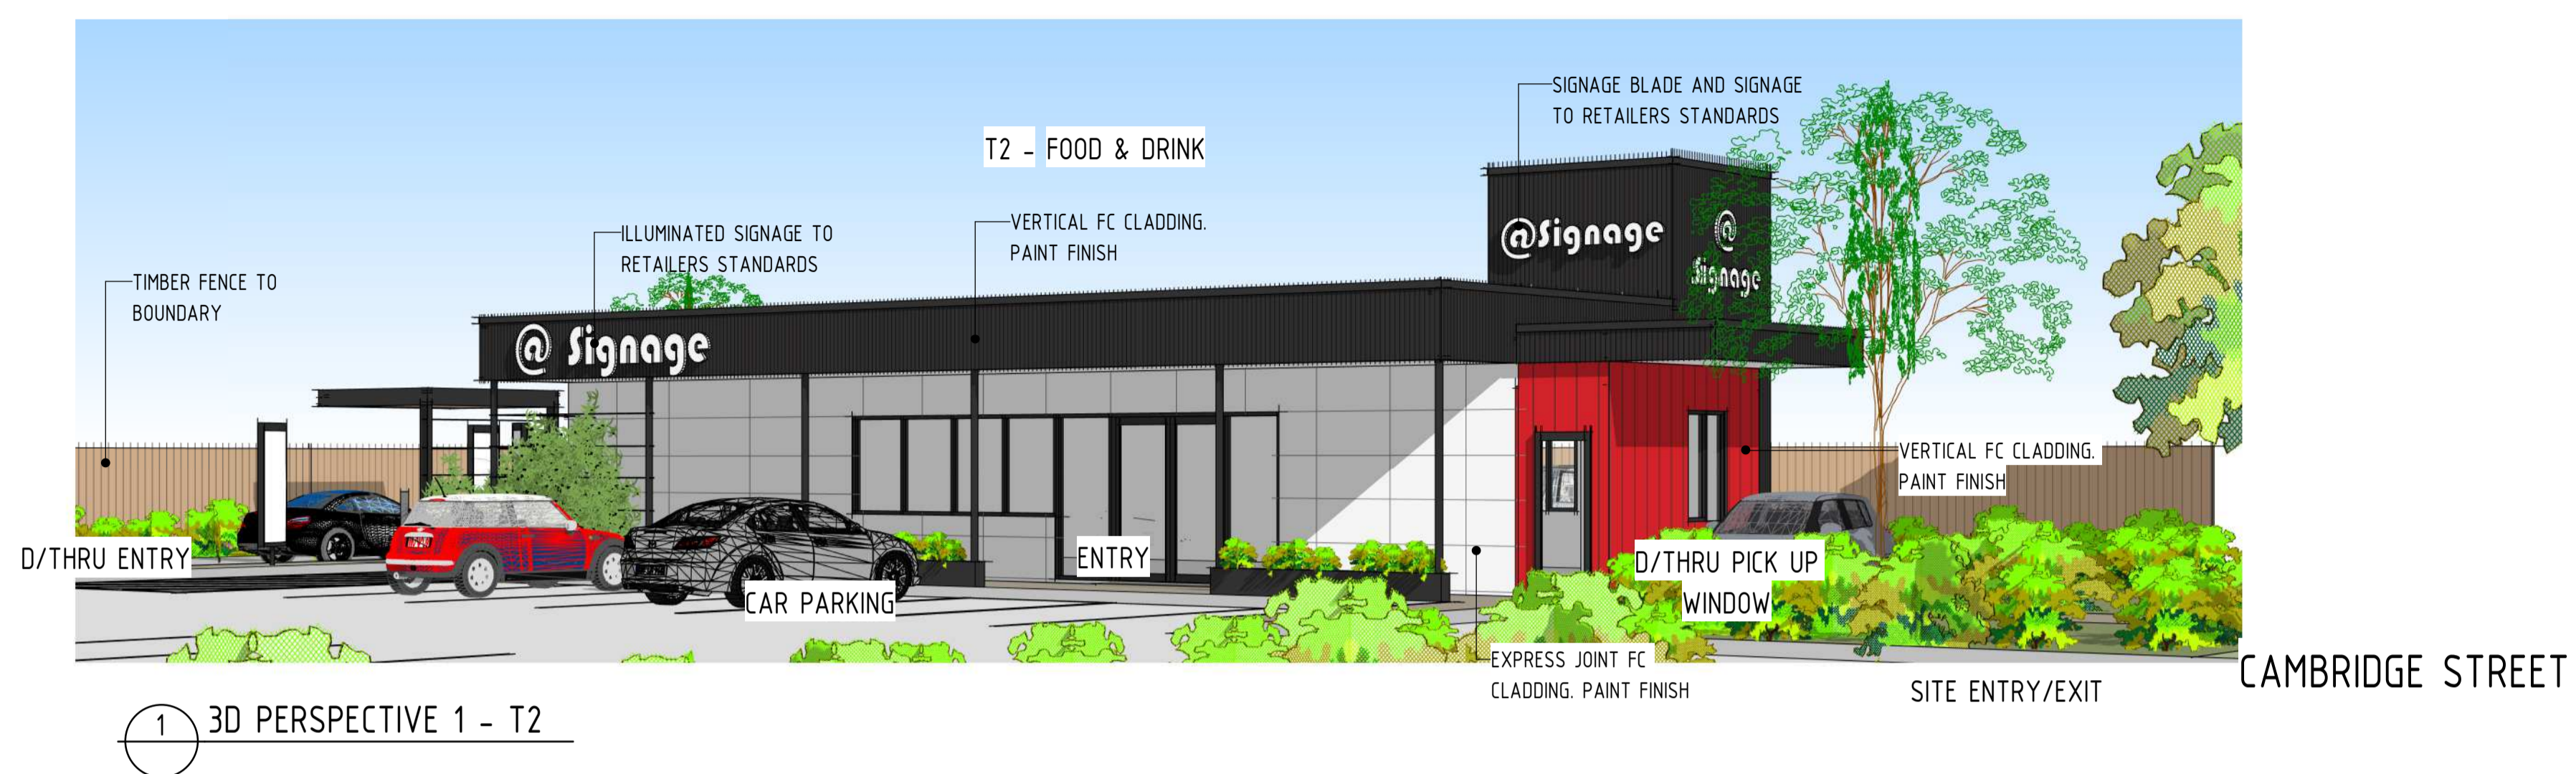 SIGNAGE BLADE AND SIGNAGE
TO RETAILERS STANDARDS
T2 - FOOD & DRINK
ILLUMINATED SIGNAGE TO
RETAILERS STANDARDS
VERTICAL FC CLADDING.
PAINT FINISH
TIMBER FENCE TO
BOUNDARY
@Signage
@
Signage
@ Signage
VERTICAL FC CLADDING.
PAINT FINISH
D/THRU ENTRY
ENTRY
D/THRU PICK UP
WINDOW
CAR PARKING
EXPRESS JOINT FC
CLADDING. PAINT FINISH
SITE ENTRY/EXIT
CAMBRIDGE STREET
1
3D PERSPECTIVE 1 - T2